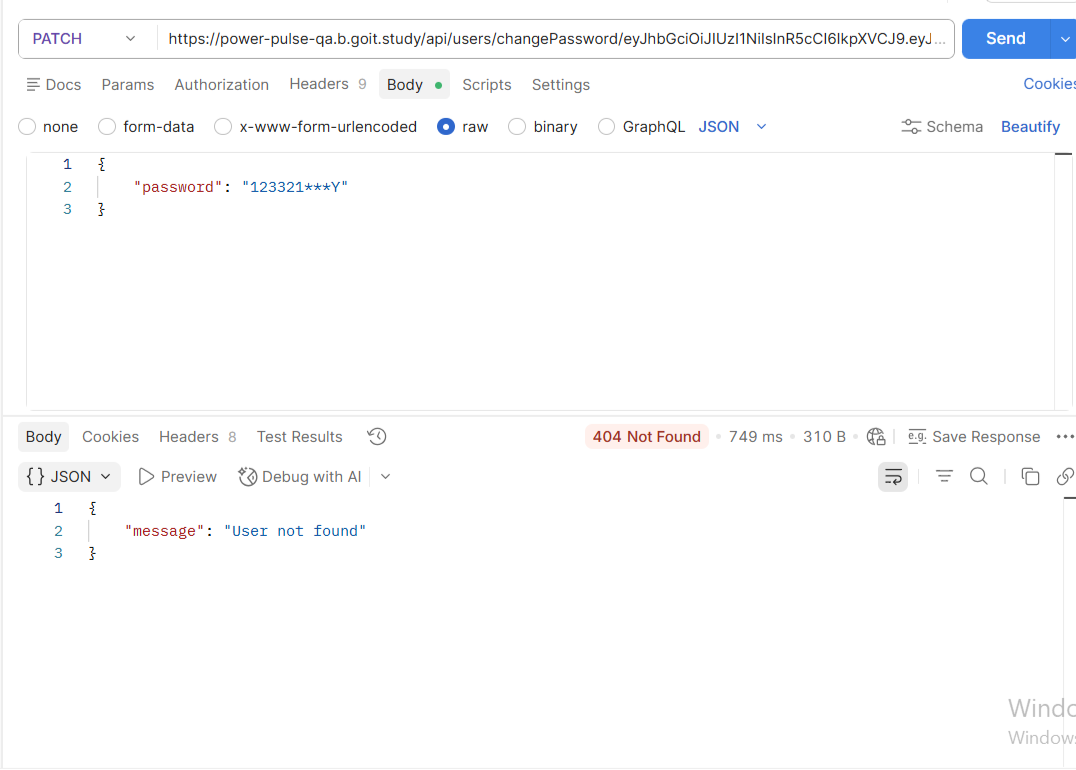 PATCH https://power-pulse-qa.b.goit.study/api/users/changePassword/eyJhbGciOiJIUzI1NiIsInR5cCI6IkpXVCJ9.eyJ... Send
Docs Params Authorization Headers 9 Body Scripts Settings Cookies
none form-data x-www-form-urlencoded raw binary GraphQL JSON Schema Beautify
1 {
2 "password": "123321***Y"
3 }
Body Cookies Headers 8 Test Results 404 Not Found 749 ms 310 B e.g. Save Response
{} JSON Preview Debug with AI
1 {
2 "message": "User not found"
3 }
Windo
Windows